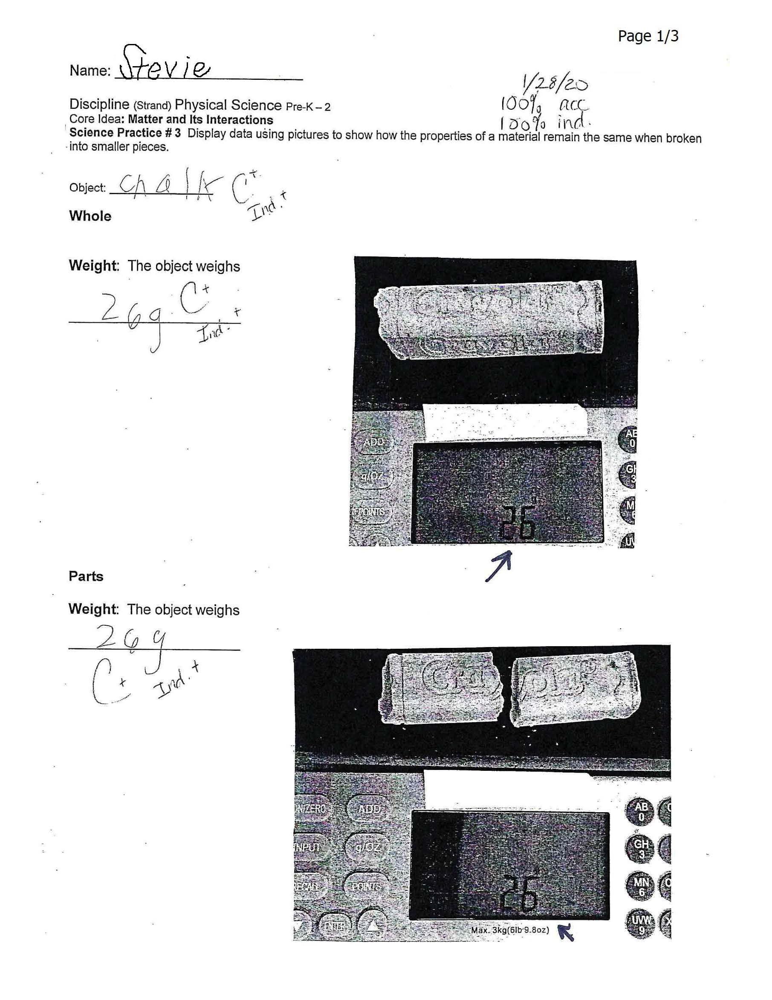 Page 1/3
Name: Stevie
1/28/20
100% acc
100% ind.
Discipline (Strand) Physical Science Pre-K – 2
Core Idea: Matter and Its Interactions
Science Practice # 3 Display data using pictures to show how the properties of a material remain the same when broken
into smaller pieces.
Object: chalk C+
Ind. +
Whole
Weight: The object weighs
26g C+
Ind. +
Crayola
ADD
g/OZ
POINTS
AB
0
GH
3
M
6
UV
26
Parts
Weight: The object weighs
26g
C+ Ind. +
Cra yola
N/ZERO ADD
INPUT g/OZ
RECALL POINTS
ENTER
AB
0
GH
3
MN
6
UVW
9
X
26
Max. 3kg(6lb 9.8oz)